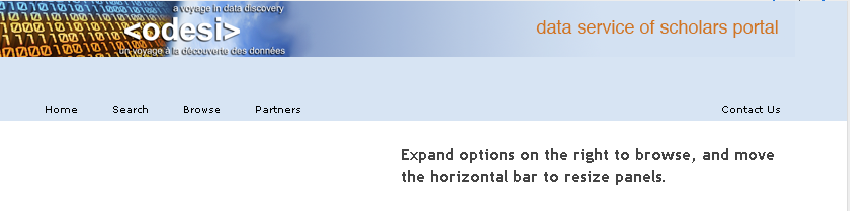 a voyage in data discovery
<odesi>
un voyage à la découverte des données
data service of scholars portal
Home Search Browse Partners Contact Us
Expand options on the right to browse, and move
the horizontal bar to resize panels.